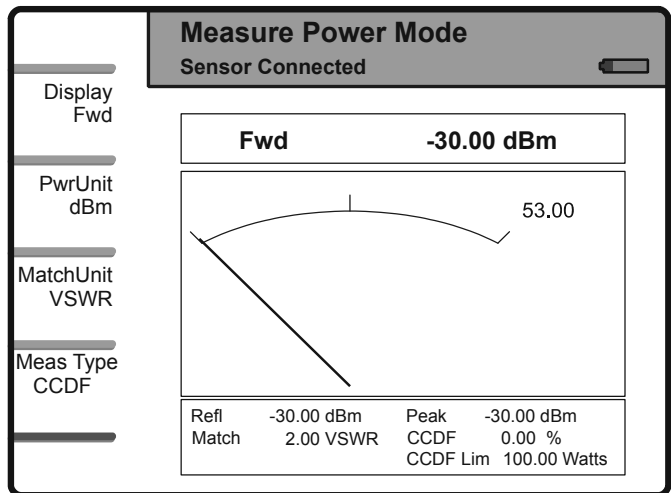 Measure Power Mode
Sensor Connected
Display
Fwd
PwrUnit
dBm
MatchUnit
VSWR
Meas Type
CCDF
Fwd -30.00 dBm
53.00
Refl -30.00 dBm Peak -30.00 dBm
Match 2.00 VSWR CCDF 0.00 %
CCDF Lim 100.00 Watts